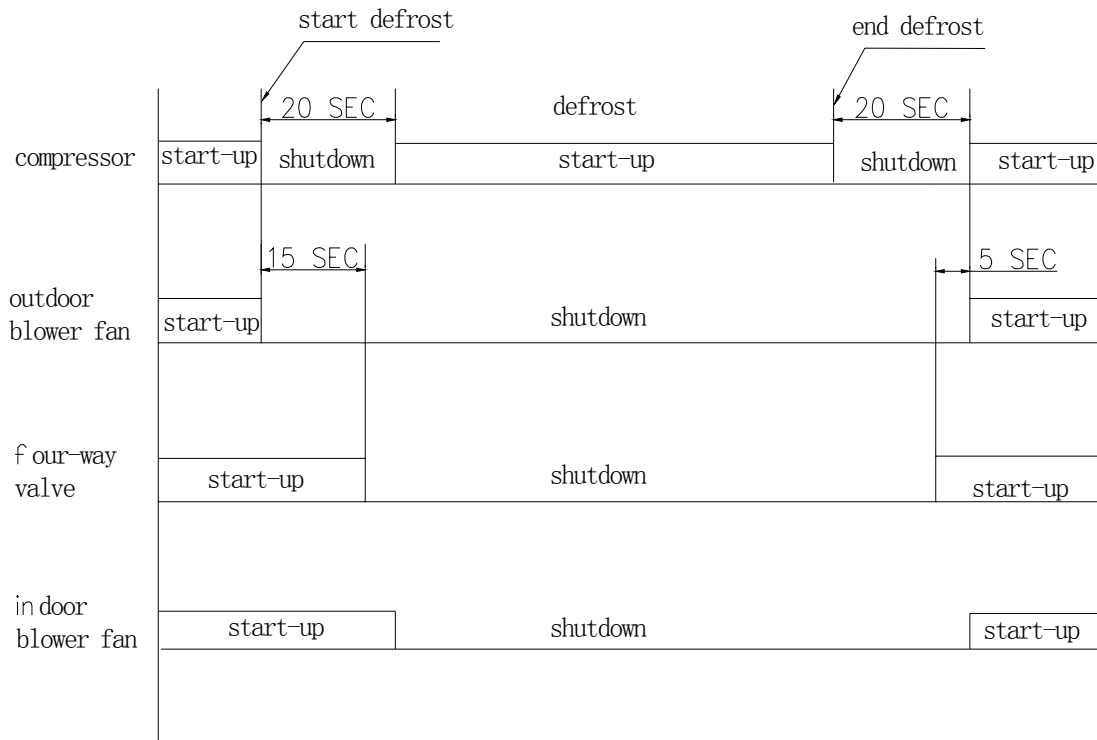 start defrost
end defrost
20 SEC
defrost
20 SEC
compressor
start-up
shutdown
start-up
shutdown
start-up
15 SEC
5 SEC
outdoor
blower fan
start-up
shutdown
start-up
four-way
valve
start-up
shutdown
start-up
indoor
blower fan
start-up
shutdown
start-up